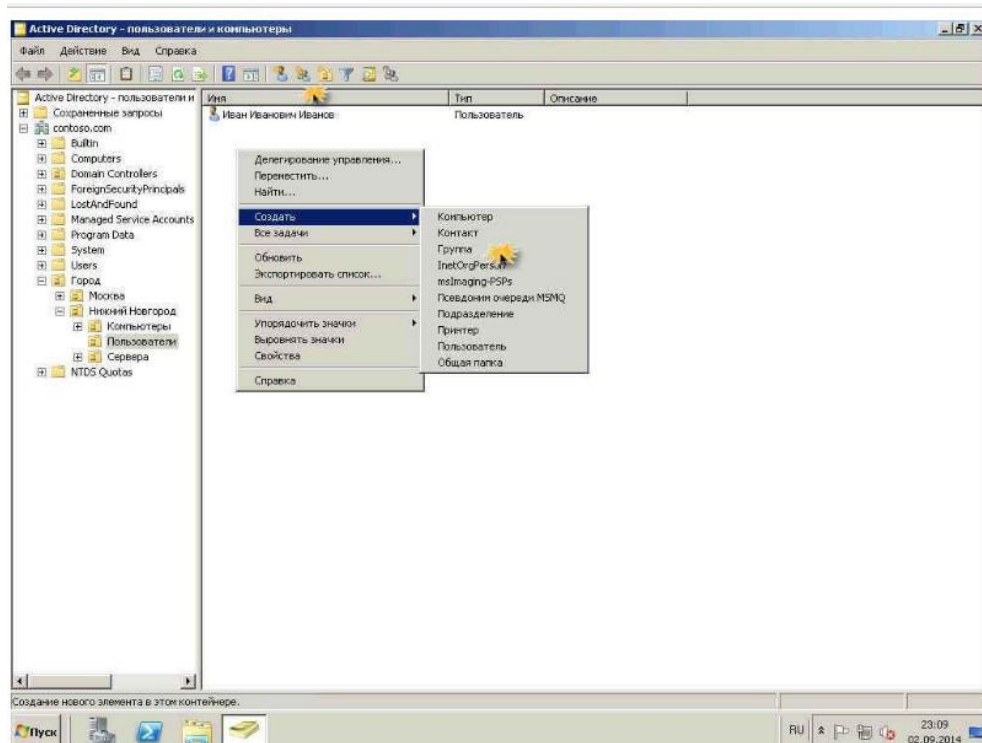 Active Directory - пользователи и компьютеры
Файл Действие Вид Справка
Active Directory - пользователи и
Сохраненные запросы
contoso.com
Builtin
Computers
Domain Controllers
ForeignSecurityPrincipals
LostAndFound
Managed Service Accounts
Program Data
System
Users
Город
Москва
Нижний Новгород
Компьютеры
Пользователи
Сервера
NTDS Quotas
Имя Тип Описание
Иван Иванович Иванов Пользователь
Делегирование управления...
Переместить...
Найти...
Создать
Все задачи
Обновить
Экспортировать список...
Вид
Упорядочить значки
Выровнять значки
Свойства
Справка
Компьютер
Контакт
Группа
InetOrgPerson
msImaging-PSPs
Псевдоним очереди MSMQ
Подразделение
Принтер
Пользователь
Общая папка
Создание нового элемента в этом контейнере.
Пуск
RU
23:09
02.09.2014